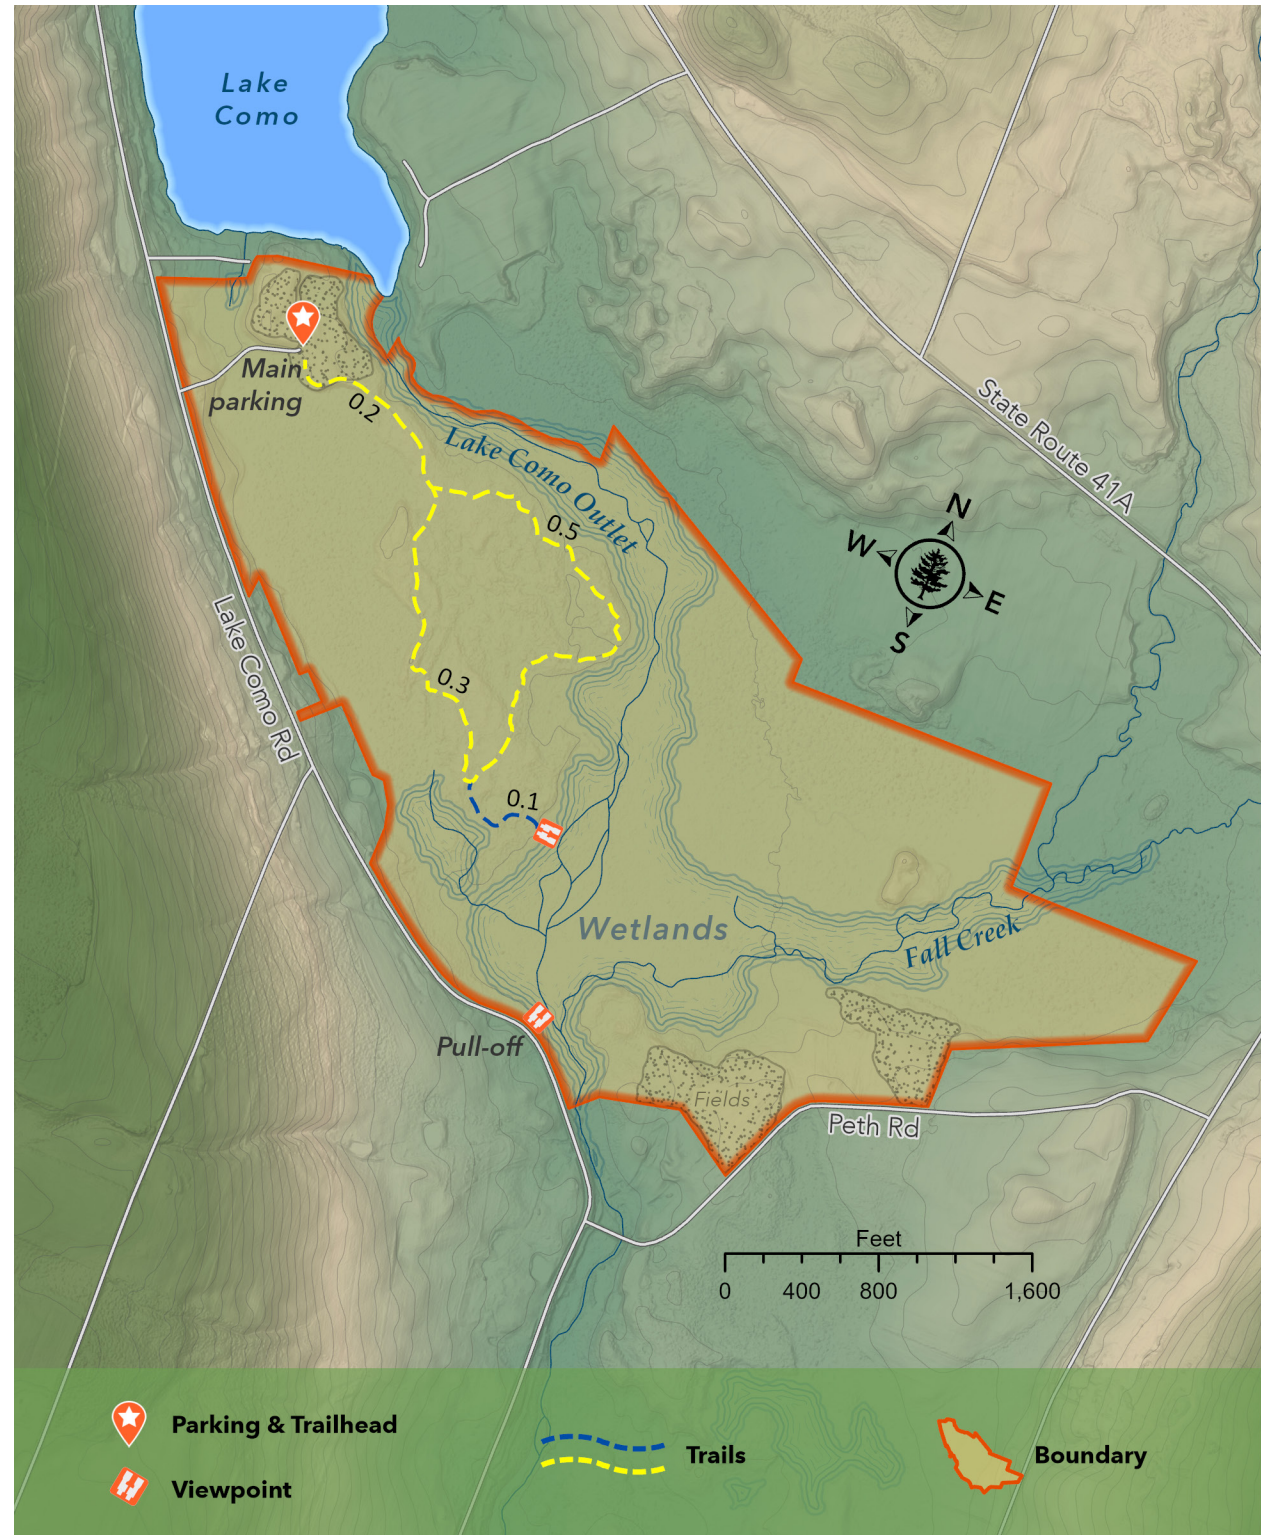 Lake
Como
Main
parking
0.2
Lake Como Outlet
0.5
State Route 41A
N
W
E
S
Lake Como Rd
0.3
0.1
Wetlands
Fall Creek
Pull-off
Fields
Peth Rd
Feet
0 400 800 1,600
Parking & Trailhead
Viewpoint
Trails
Boundary